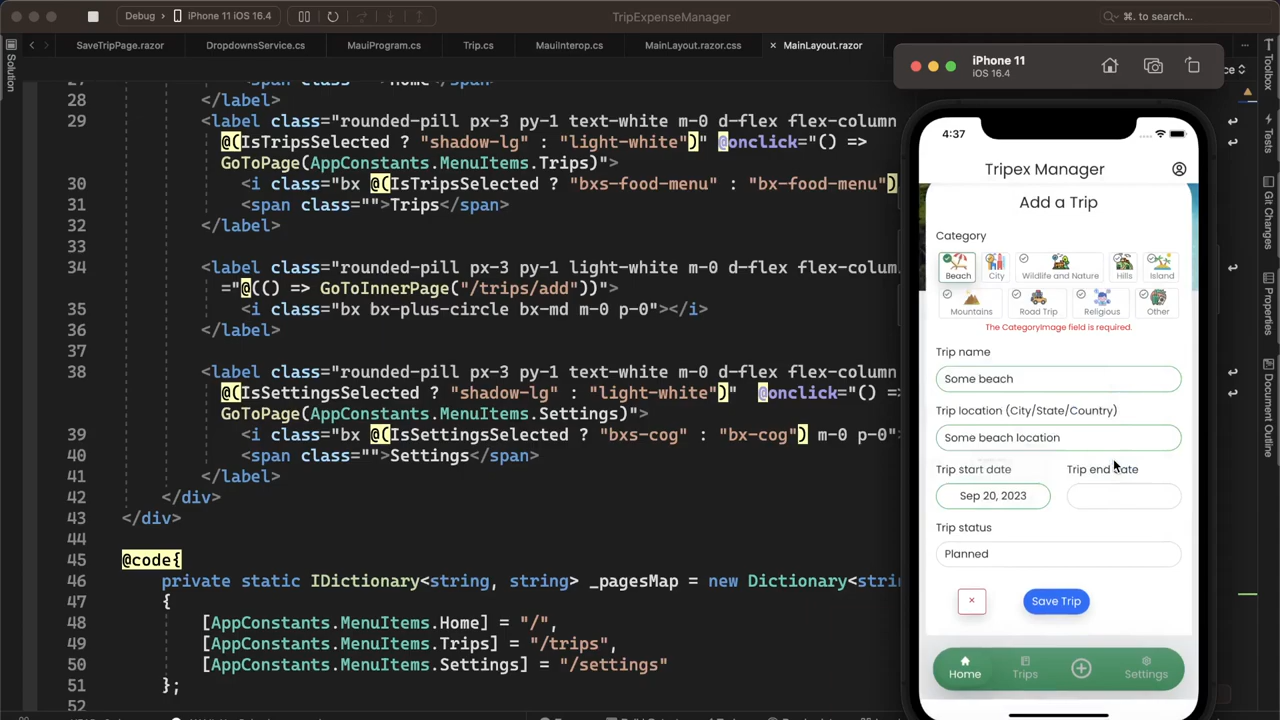 Debug
iPhone 11 iOS 16.4
TripExpenseManager
⌘. to search...
SaveTripPage.razor
DropdownsService.cs
MauiProgram.cs
Trip.cs
MauiInterop.cs
MainLayout.razor.css
MainLayout.razor
Solution
28 </label>
29 <label class="rounded-pill px-3 py-1 text-white m-0 d-flex flex-column
@(IsTripsSelected ? "shadow-lg" : "light-white")" @onclick="() =>
GoToPage(AppConstants.MenuItems.Trips)">
30 <i class="bx @(IsTripsSelected ? "bxs-food-menu" : "bx-food-menu")
31 <span class="">Trips</span>
32 </label>
33
34 <label class="rounded-pill px-3 py-1 light-white m-0 d-flex flex-column
="@(() => GoToInnerPage("/trips/add"))">
35 <i class="bx bx-plus-circle bx-md m-0 p-0"></i>
36 </label>
37
38 <label class="rounded-pill px-3 py-1 text-white m-0 d-flex flex-column
@(IsSettingsSelected ? "shadow-lg" : "light-white")" @onclick="() =>
GoToPage(AppConstants.MenuItems.Settings)">
39 <i class="bx @(IsSettingsSelected ? "bxs-cog" : "bx-cog") m-0 p-0">
40 <span class="">Settings</span>
41 </label>
42 </div>
43 </div>
44
45 @code{
46 private static IDictionary<string, string> _pagesMap = new Dictionary<strin
47 {
48 [AppConstants.MenuItems.Home] = "/",
49 [AppConstants.MenuItems.Trips] = "/trips",
50 [AppConstants.MenuItems.Settings] = "/settings"
51 };
52
iPhone 11
iOS 16.4
4:37
Tripex Manager
Add a Trip
Category
Beach
City
Wildlife and Nature
Hills
Island
Mountains
Road Trip
Religious
Other
The CategoryImage field is required.
Trip name
Some beach
Trip location (City/State/Country)
Some beach location
Trip start date
Trip end date
Sep 20, 2023
Trip status
Planned
×
Save Trip
Home
Trips
Settings
Toolbox
Tests
Git Changes
Properties
Document Outline